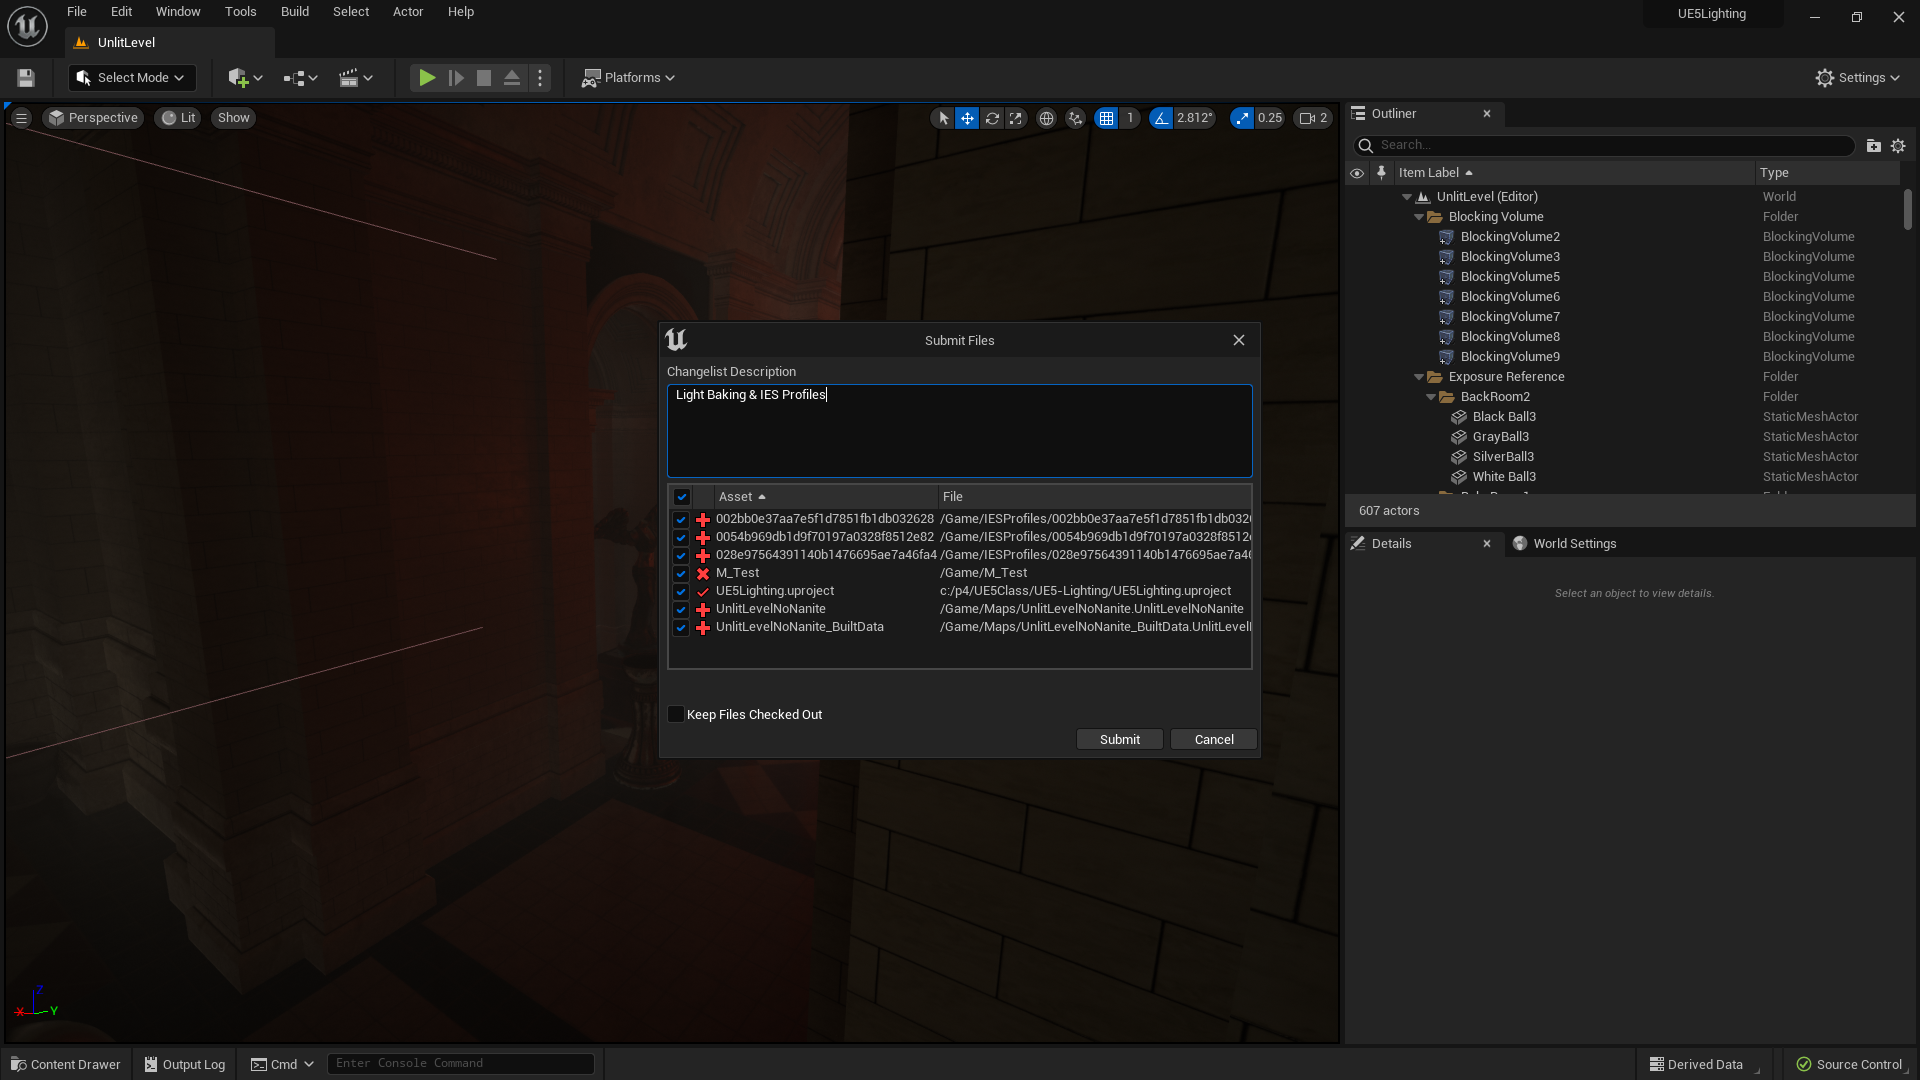 File Edit Window Tools Build Select Actor Help
UE5Lighting
UnlitLevel
Select Mode
Platforms
Settings
Perspective Lit Show
1 2.812° 0.25 2
Outliner
Search...
Item Label Type
UnlitLevel (Editor) World
Blocking Volume Folder
BlockingVolume2 BlockingVolume
BlockingVolume3 BlockingVolume
BlockingVolume5 BlockingVolume
BlockingVolume6 BlockingVolume
BlockingVolume7 BlockingVolume
BlockingVolume8 BlockingVolume
BlockingVolume9 BlockingVolume
Exposure Reference Folder
BackRoom2 Folder
Black Ball3 StaticMeshActor
GrayBall3 StaticMeshActor
SilverBall3 StaticMeshActor
White Ball3 StaticMeshActor
607 actors
Details World Settings
Select an object to view details.
Submit Files
Changelist Description
Light Baking & IES Profiles
Asset File
002bb0e37aa7e5f1d7851fb1db032628 /Game/IESProfiles/002bb0e37aa7e5f1d7851fb1db032
0054b969db1d9f70197a0328f8512e82 /Game/IESProfiles/0054b969db1d9f70197a0328f8512
028e97564391140b1476695ae7a46fa4 /Game/IESProfiles/028e97564391140b1476695ae7a4
M_Test /Game/M_Test
UE5Lighting.uproject c:/p4/UE5Class/UE5-Lighting/UE5Lighting.uproject
UnlitLevelNoNanite /Game/Maps/UnlitLevelNoNanite.UnlitLevelNoNanite
UnlitLevelNoNanite_BuiltData /Game/Maps/UnlitLevelNoNanite_BuiltData.UnlitLevel
Keep Files Checked Out
Submit Cancel
Z
X Y
Content Drawer Output Log Cmd Enter Console Command Derived Data Source Control